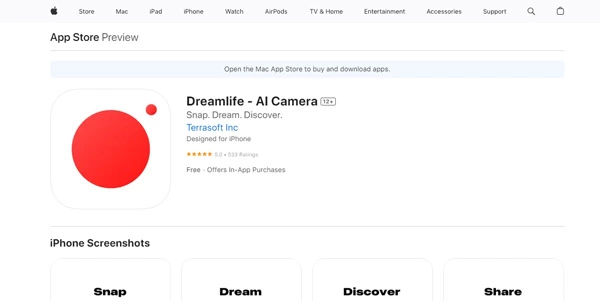 Store Mac iPad iPhone Watch AirPods TV & Home Entertainment Accessories Support
App Store Preview
Open the Mac App Store to buy and download apps.
Dreamlife - AI Camera 12+
Snap. Dream. Discover.
Terrasoft Inc
Designed for iPhone
★★★★★ 5.0 • 533 Ratings
Free · Offers In-App Purchases
iPhone Screenshots
Snap Dream Discover Share